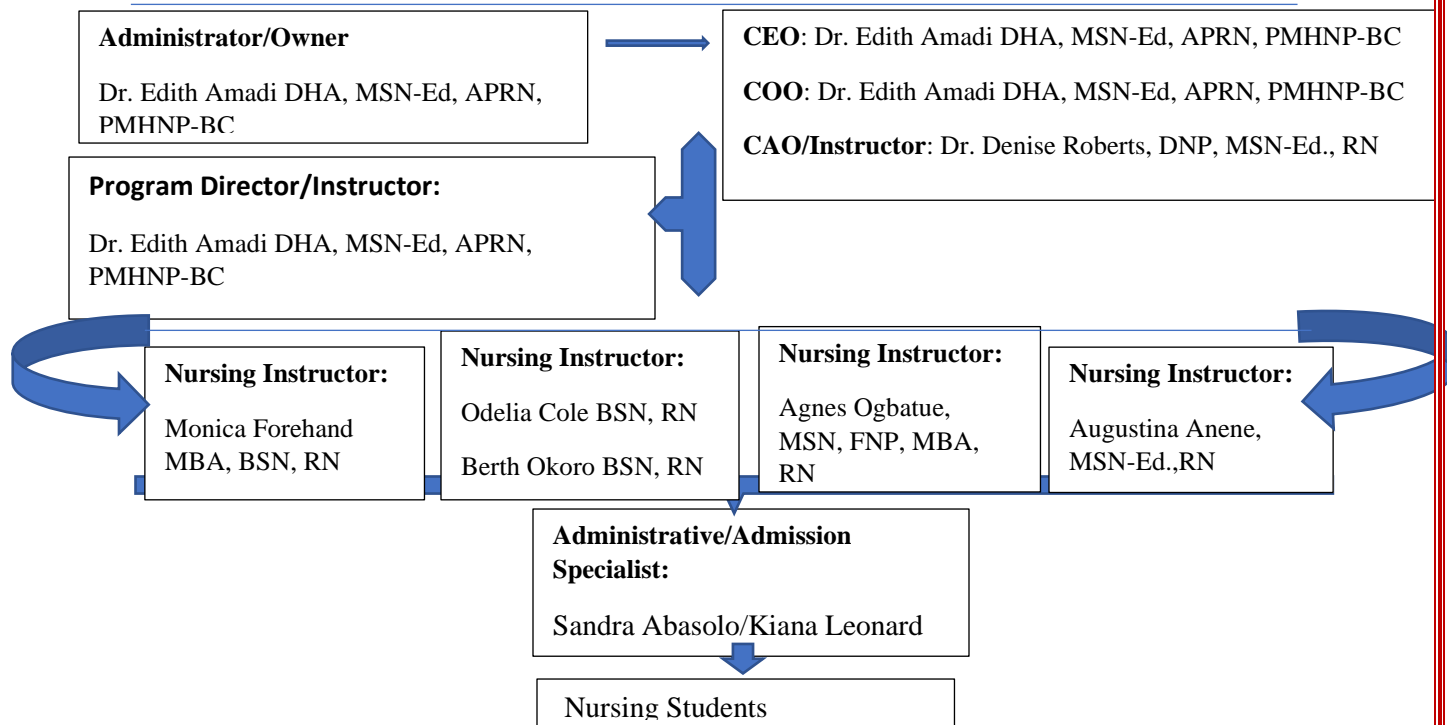 Administrator/Owner
Dr. Edith Amadi DHA, MSN-Ed, APRN,
PMHNP-BC
CEO: Dr. Edith Amadi DHA, MSN-Ed, APRN, PMHNP-BC
COO: Dr. Edith Amadi DHA, MSN-Ed, APRN, PMHNP-BC
CAO/Instructor: Dr. Denise Roberts, DNP, MSN-Ed., RN
Program Director/Instructor:
Dr. Edith Amadi DHA, MSN-Ed, APRN,
PMHNP-BC
Nursing Instructor:
Monica Forehand
MBA, BSN, RN
Nursing Instructor:
Odelia Cole BSN, RN
Berth Okoro BSN, RN
Nursing Instructor:
Agnes Ogbatue,
MSN, FNP, MBA,
RN
Nursing Instructor:
Augustina Anene,
MSN-Ed.,RN
Administrative/Admission
Specialist:
Sandra Abasolo/Kiana Leonard
Nursing Students